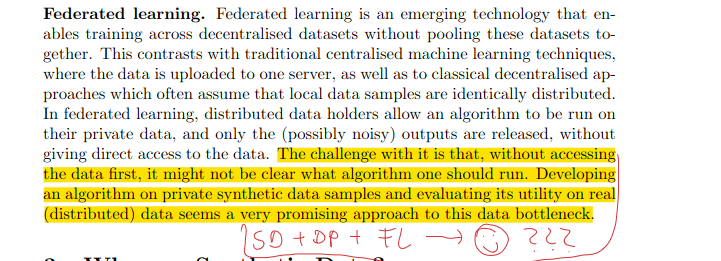 Federated learning. Federated learning is an emerging technology that en-
ables training across decentralised datasets without pooling these datasets to-
gether. This contrasts with traditional centralised machine learning techniques,
where the data is uploaded to one server, as well as to classical decentralised ap-
proaches which often assume that local data samples are identically distributed.
In federated learning, distributed data holders allow an algorithm to be run on
their private data, and only the (possibly noisy) outputs are released, without
giving direct access to the data. The challenge with it is that, without accessing
the data first, it might not be clear what algorithm one should run. Developing
an algorithm on private synthetic data samples and evaluating its utility on real
(distributed) data seems a very promising approach to this data bottleneck.
SD + DP + FL → ☺ ???